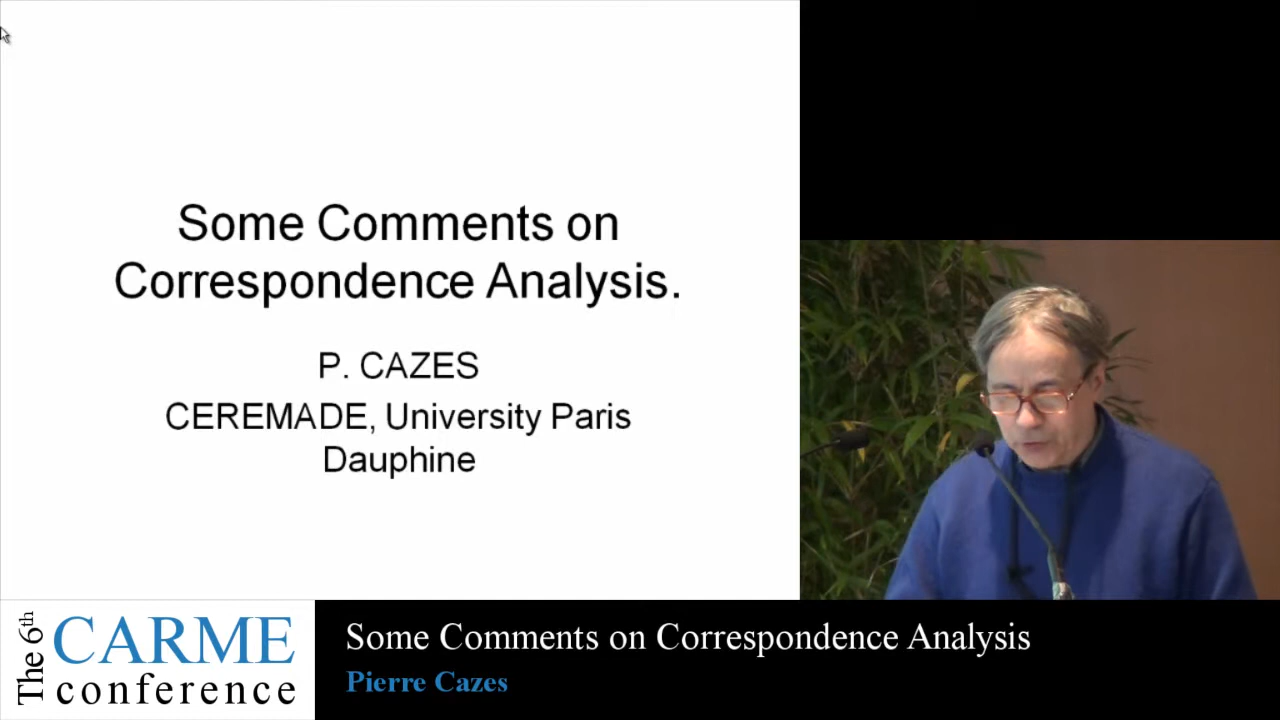 Some Comments on
Correspondence Analysis.
P. CAZES
CEREMADE, University Paris
Dauphine
The 6th
CARME
conference
Some Comments on Correspondence Analysis
Pierre Cazes